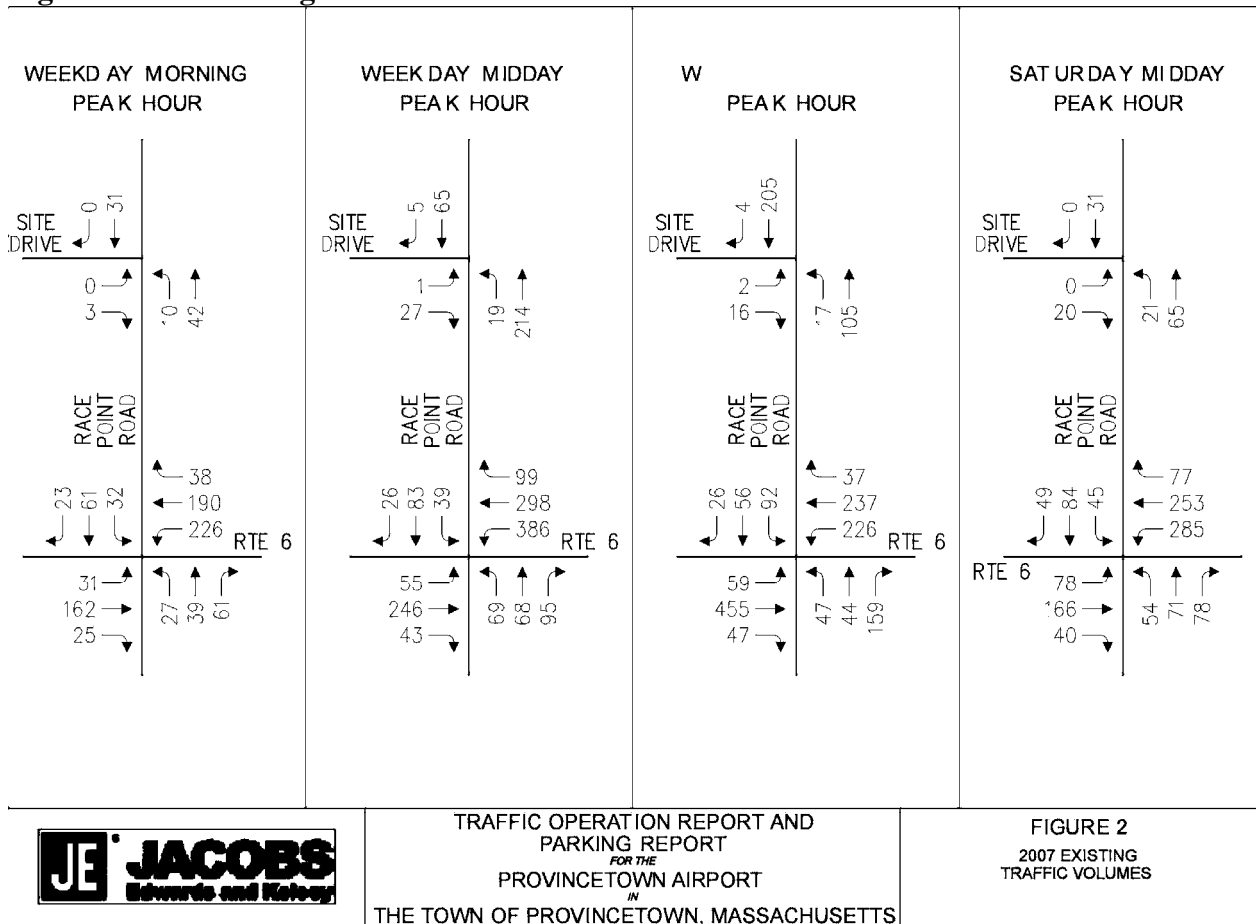 WEEKDAY MORNING
PEAK HOUR
0
31
SITE
DRIVE
0
3
10
42
RACE
POINT
ROAD
38
190
226
23
61
32
RTE 6
31
162
25
27
39
61
WEEKDAY MIDDAY
PEAK HOUR
5
65
SITE
DRIVE
1
27
19
214
RACE
POINT
ROAD
99
298
386
26
83
39
RTE 6
55
246
43
69
68
95
W
PEAK HOUR
4
205
SITE
DRIVE
2
16
17
105
RACE
POINT
ROAD
37
237
226
26
56
92
RTE 6
59
455
47
47
44
159
SATURDAY MIDDAY
PEAK HOUR
0
31
SITE
DRIVE
0
20
21
65
RACE
POINT
ROAD
77
253
285
49
84
45
RTE 6
78
166
40
54
71
78
JE JACOBS
Edwards and Kelcey
TRAFFIC OPERATION REPORT AND
PARKING REPORT
FOR THE
PROVINCETOWN AIRPORT
IN
THE TOWN OF PROVINCETOWN, MASSACHUSETTS
FIGURE 2
2007 EXISTING
TRAFFIC VOLUMES